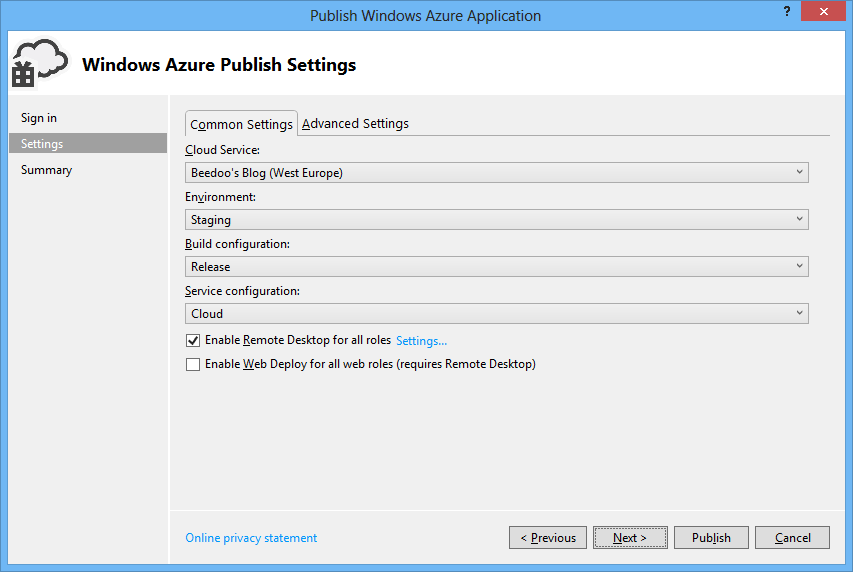 Publish Windows Azure Application
?
Windows Azure Publish Settings
Sign in
Settings
Summary
Common Settings Advanced Settings
Cloud Service:
Beedoo's Blog (West Europe)
Environment:
Staging
Build configuration:
Release
Service configuration:
Cloud
Enable Remote Desktop for all roles Settings...
Enable Web Deploy for all web roles (requires Remote Desktop)
Online privacy statement
< Previous
Next >
Publish
Cancel